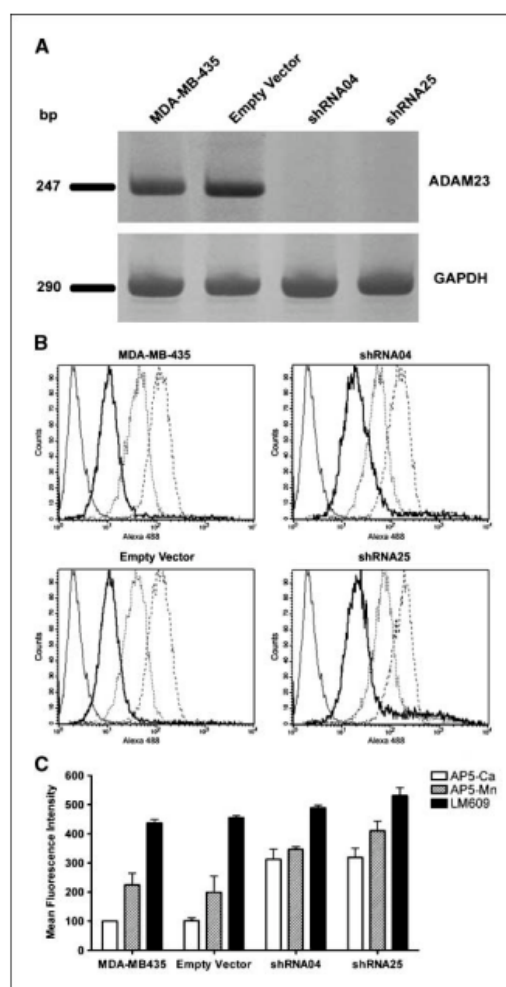 A
MDA-MB-435
Empty Vector
shRNA04
shRNA25
bp
247
ADAM23
290
GAPDH
B
MDA-MB-435
shRNA04
Counts
Counts
Alexa 488
Alexa 488
Empty Vector
shRNA25
Counts
Counts
Alexa 488
Alexa 488
C
Mean Fluorescence Intensity
600
500
400
300
200
100
0
AP5-Ca
AP5-Mn
LM609
MDA-MB435
Empty Vector
shRNA04
shRNA25